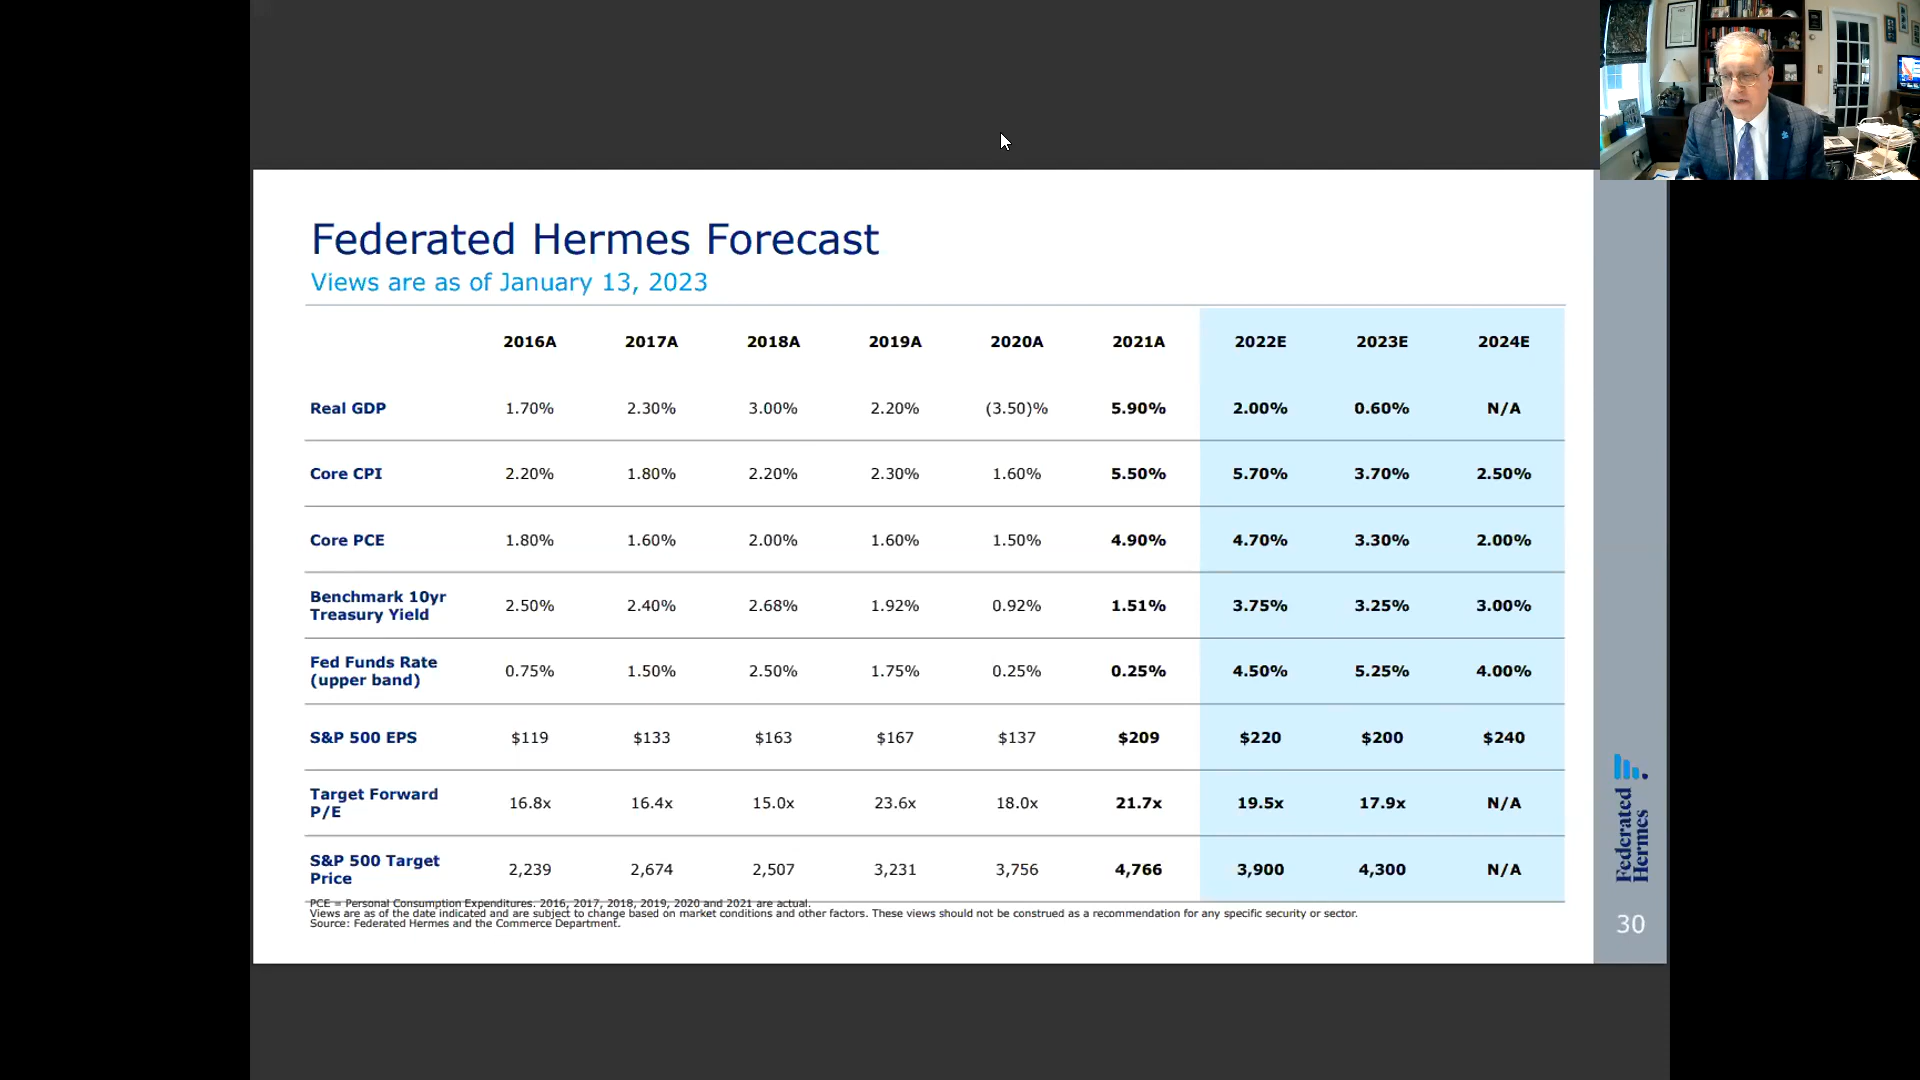 Federated Hermes Forecast
Views are as of January 13, 2023
2016A 2017A 2018A 2019A 2020A 2021A 2022E 2023E 2024E
Real GDP 1.70% 2.30% 3.00% 2.20% (3.50)% 5.90% 2.00% 0.60% N/A
Core CPI 2.20% 1.80% 2.20% 2.30% 1.60% 5.50% 5.70% 3.70% 2.50%
Core PCE 1.80% 1.60% 2.00% 1.60% 1.50% 4.90% 4.70% 3.30% 2.00%
Benchmark 10yr
Treasury Yield 2.50% 2.40% 2.68% 1.92% 0.92% 1.51% 3.75% 3.25% 3.00%
Fed Funds Rate
(upper band) 0.75% 1.50% 2.50% 1.75% 0.25% 0.25% 4.50% 5.25% 4.00%
S&P 500 EPS $119 $133 $163 $167 $137 $209 $220 $200 $240
Target Forward
P/E 16.8x 16.4x 15.0x 23.6x 18.0x 21.7x 19.5x 17.9x N/A
S&P 500 Target
Price 2,239 2,674 2,507 3,231 3,756 4,766 3,900 4,300 N/A
PCE = Personal Consumption Expenditures. 2016, 2017, 2018, 2019, 2020 and 2021 are actual.
Views are as of the date indicated and are subject to change based on market conditions and other factors. These views should not be construed as a recommendation for any specific security or sector.
Source: Federated Hermes and the Commerce Department.
Federated
Hermes
30